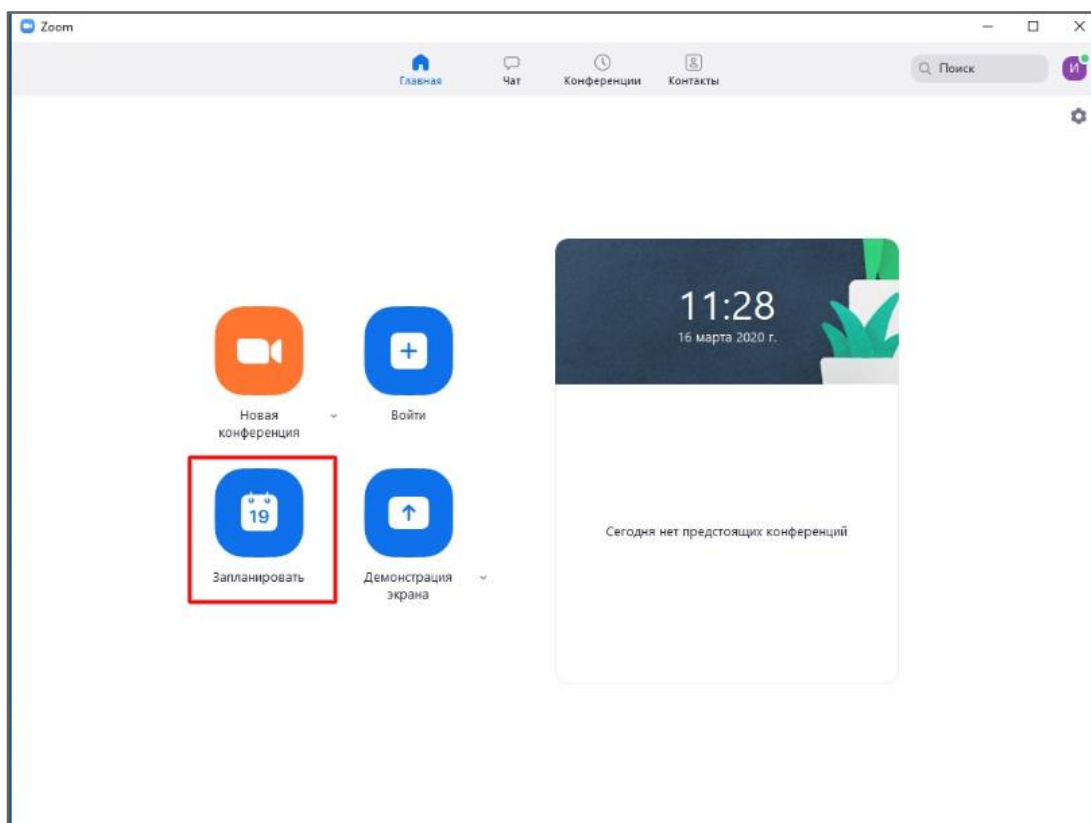 Zoom
Главная
Чат
Конференции
Контакты
Поиск
И
11:28
16 марта 2020 г.
Новая
конференция
Войти
19
Запланировать
Демонстрация
экрана
Сегодня нет предстоящих конференций